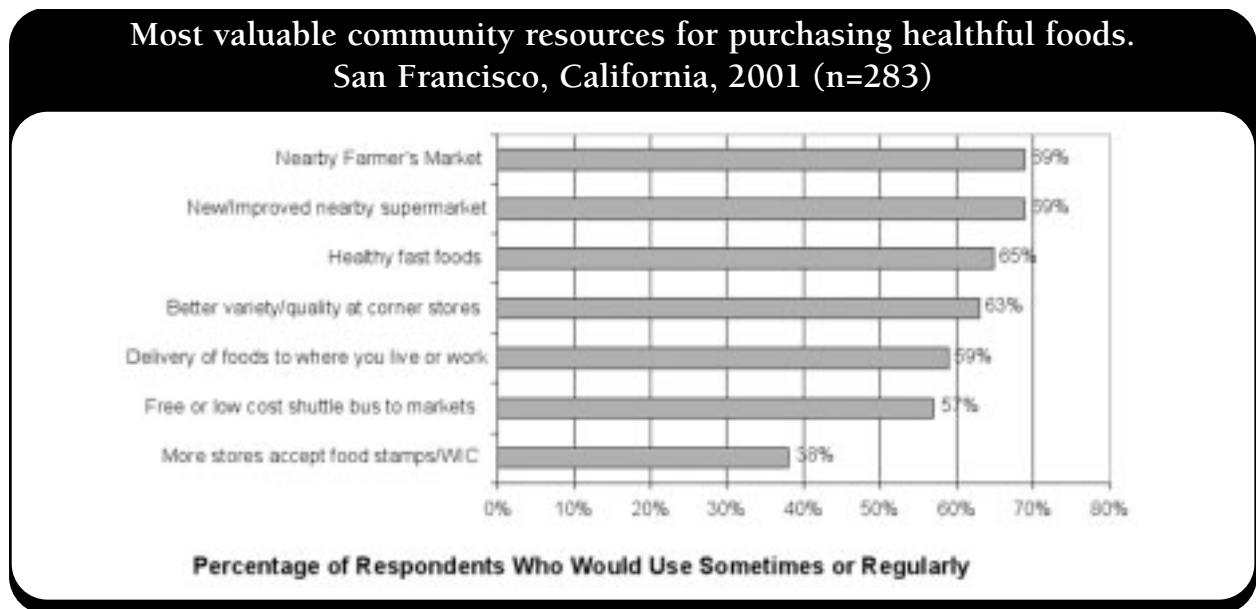 Most valuable community resources for purchasing healthful foods.
San Francisco, California, 2001 (n=283)
Nearby Farmer's Market 69%
New/Improved nearby supermarket 69%
Healthy fast foods 65%
Better variety/quality at corner stores 63%
Delivery of foods to where you live or work 59%
Free or low cost shuttle bus to markets 57%
More stores accept food stamps/WIC 38%
0% 10% 20% 30% 40% 50% 60% 70% 80%
Percentage of Respondents Who Would Use Sometimes or Regularly